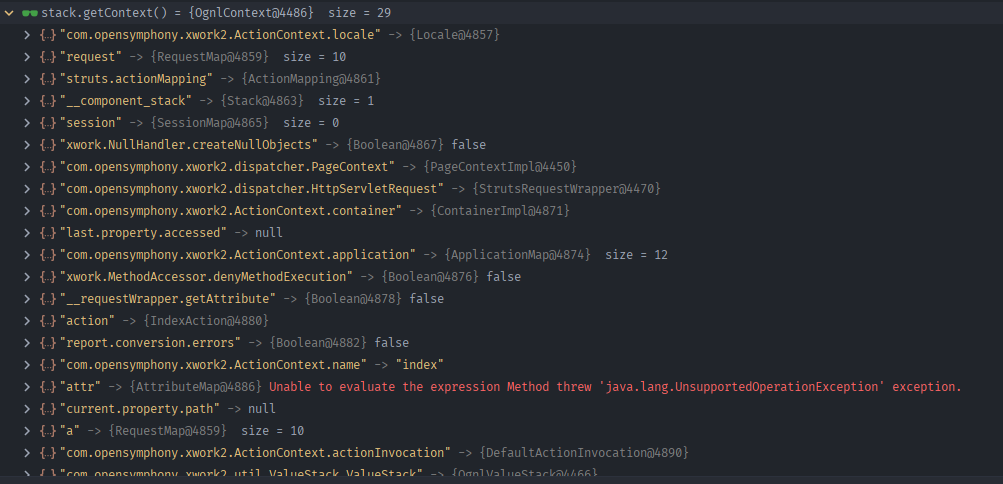 stack.getContext() = {OgnlContext@4486} size = 29
{...} "com.opensymphony.xwork2.ActionContext.locale" -> {Locale@4857}
{...} "request" -> {RequestMap@4859} size = 10
{...} "struts.actionMapping" -> {ActionMapping@4861}
{...} "__component_stack" -> {Stack@4863} size = 1
{...} "session" -> {SessionMap@4865} size = 0
{...} "xwork.NullHandler.createNullObjects" -> {Boolean@4867} false
{...} "com.opensymphony.xwork2.dispatcher.PageContext" -> {PageContextImpl@4450}
{...} "com.opensymphony.xwork2.dispatcher.HttpServletRequest" -> {StrutsRequestWrapper@4470}
{...} "com.opensymphony.xwork2.ActionContext.container" -> {ContainerImpl@4871}
{...} "last.property.accessed" -> null
{...} "com.opensymphony.xwork2.ActionContext.application" -> {ApplicationMap@4874} size = 12
{...} "xwork.MethodAccessor.denyMethodExecution" -> {Boolean@4876} false
{...} "__requestWrapper.getAttribute" -> {Boolean@4878} false
{...} "action" -> {IndexAction@4880}
{...} "report.conversion.errors" -> {Boolean@4882} false
{...} "com.opensymphony.xwork2.ActionContext.name" -> "index"
{...} "attr" -> {AttributeMap@4886} Unable to evaluate the expression Method threw 'java.lang.UnsupportedOperationException' exception.
{...} "current.property.path" -> null
{...} "a" -> {RequestMap@4859} size = 10
{...} "com.opensymphony.xwork2.ActionContext.actionInvocation" -> {DefaultActionInvocation@4890}
{...} "com.opensymphony.xwork2.util.ValueStack.ValueStack" -> {OgnlValueStack@4466}